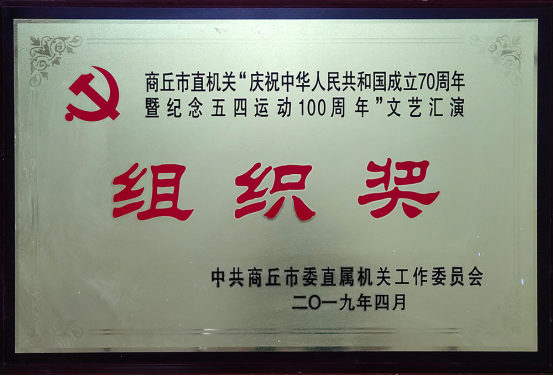 商丘市直机关“庆祝中华人民共和国成立70周年
暨纪念五四运动100周年”文艺汇演
组织奖
中共商丘市委直属机关工作委员会
二〇一九年四月